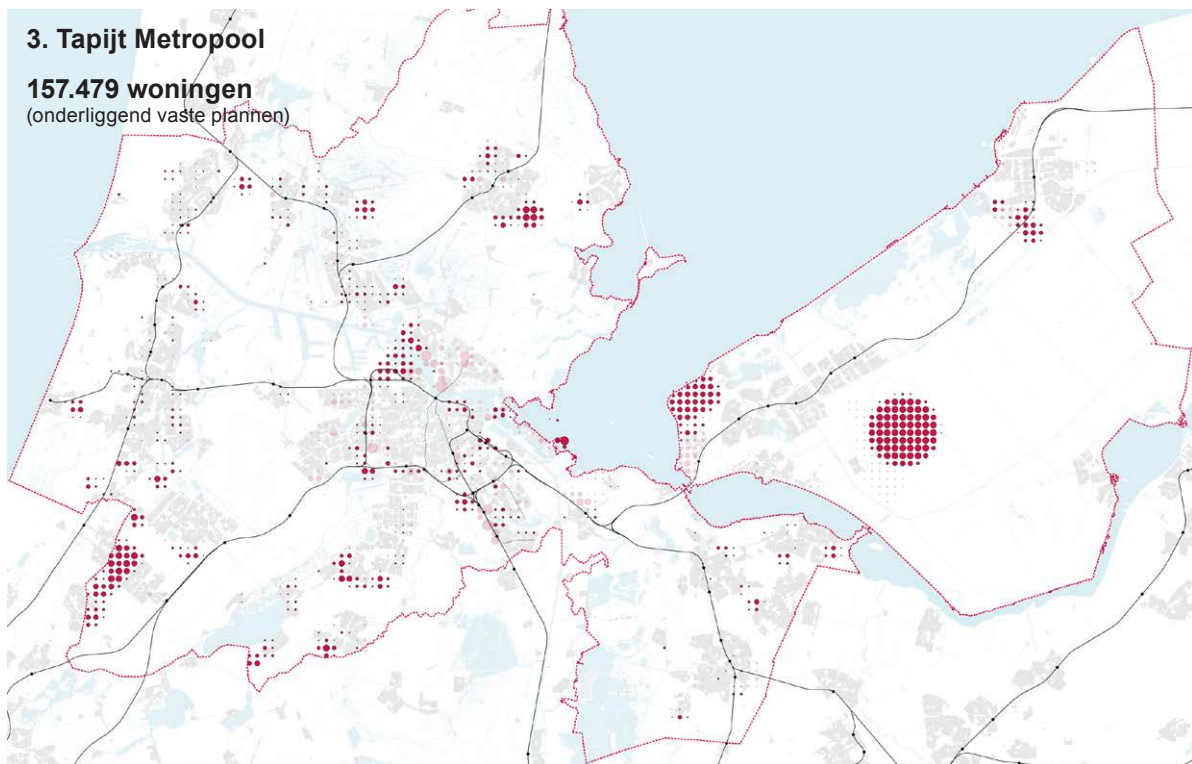 3. Tapijt Metropool
157.479 woningen
(onderliggend vaste plannen)